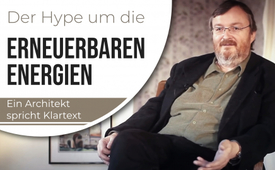 Der Hype um die
ERNEUERBAREN
ENERGIEN
Ein Architekt
spricht Klartext